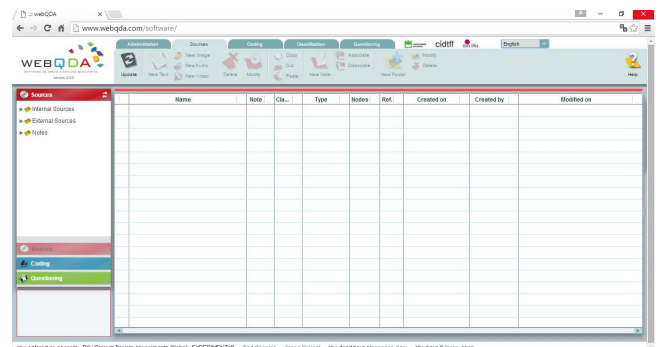 webQDA
www.webqda.com/software/
WEBQDA
Administration Sources Coding Classification Questioning cidtff English
Update New Text New Image New Audio New Video Delete Modify Copy Cut Paste New Note Associate Dissociate New Folder Modify Delete Help
Sources
Internal Sources
External Sources
Notes
Name Note Cla... Type Nodes Ref. Created on Created by Modified on
Sources
Coding
Questioning